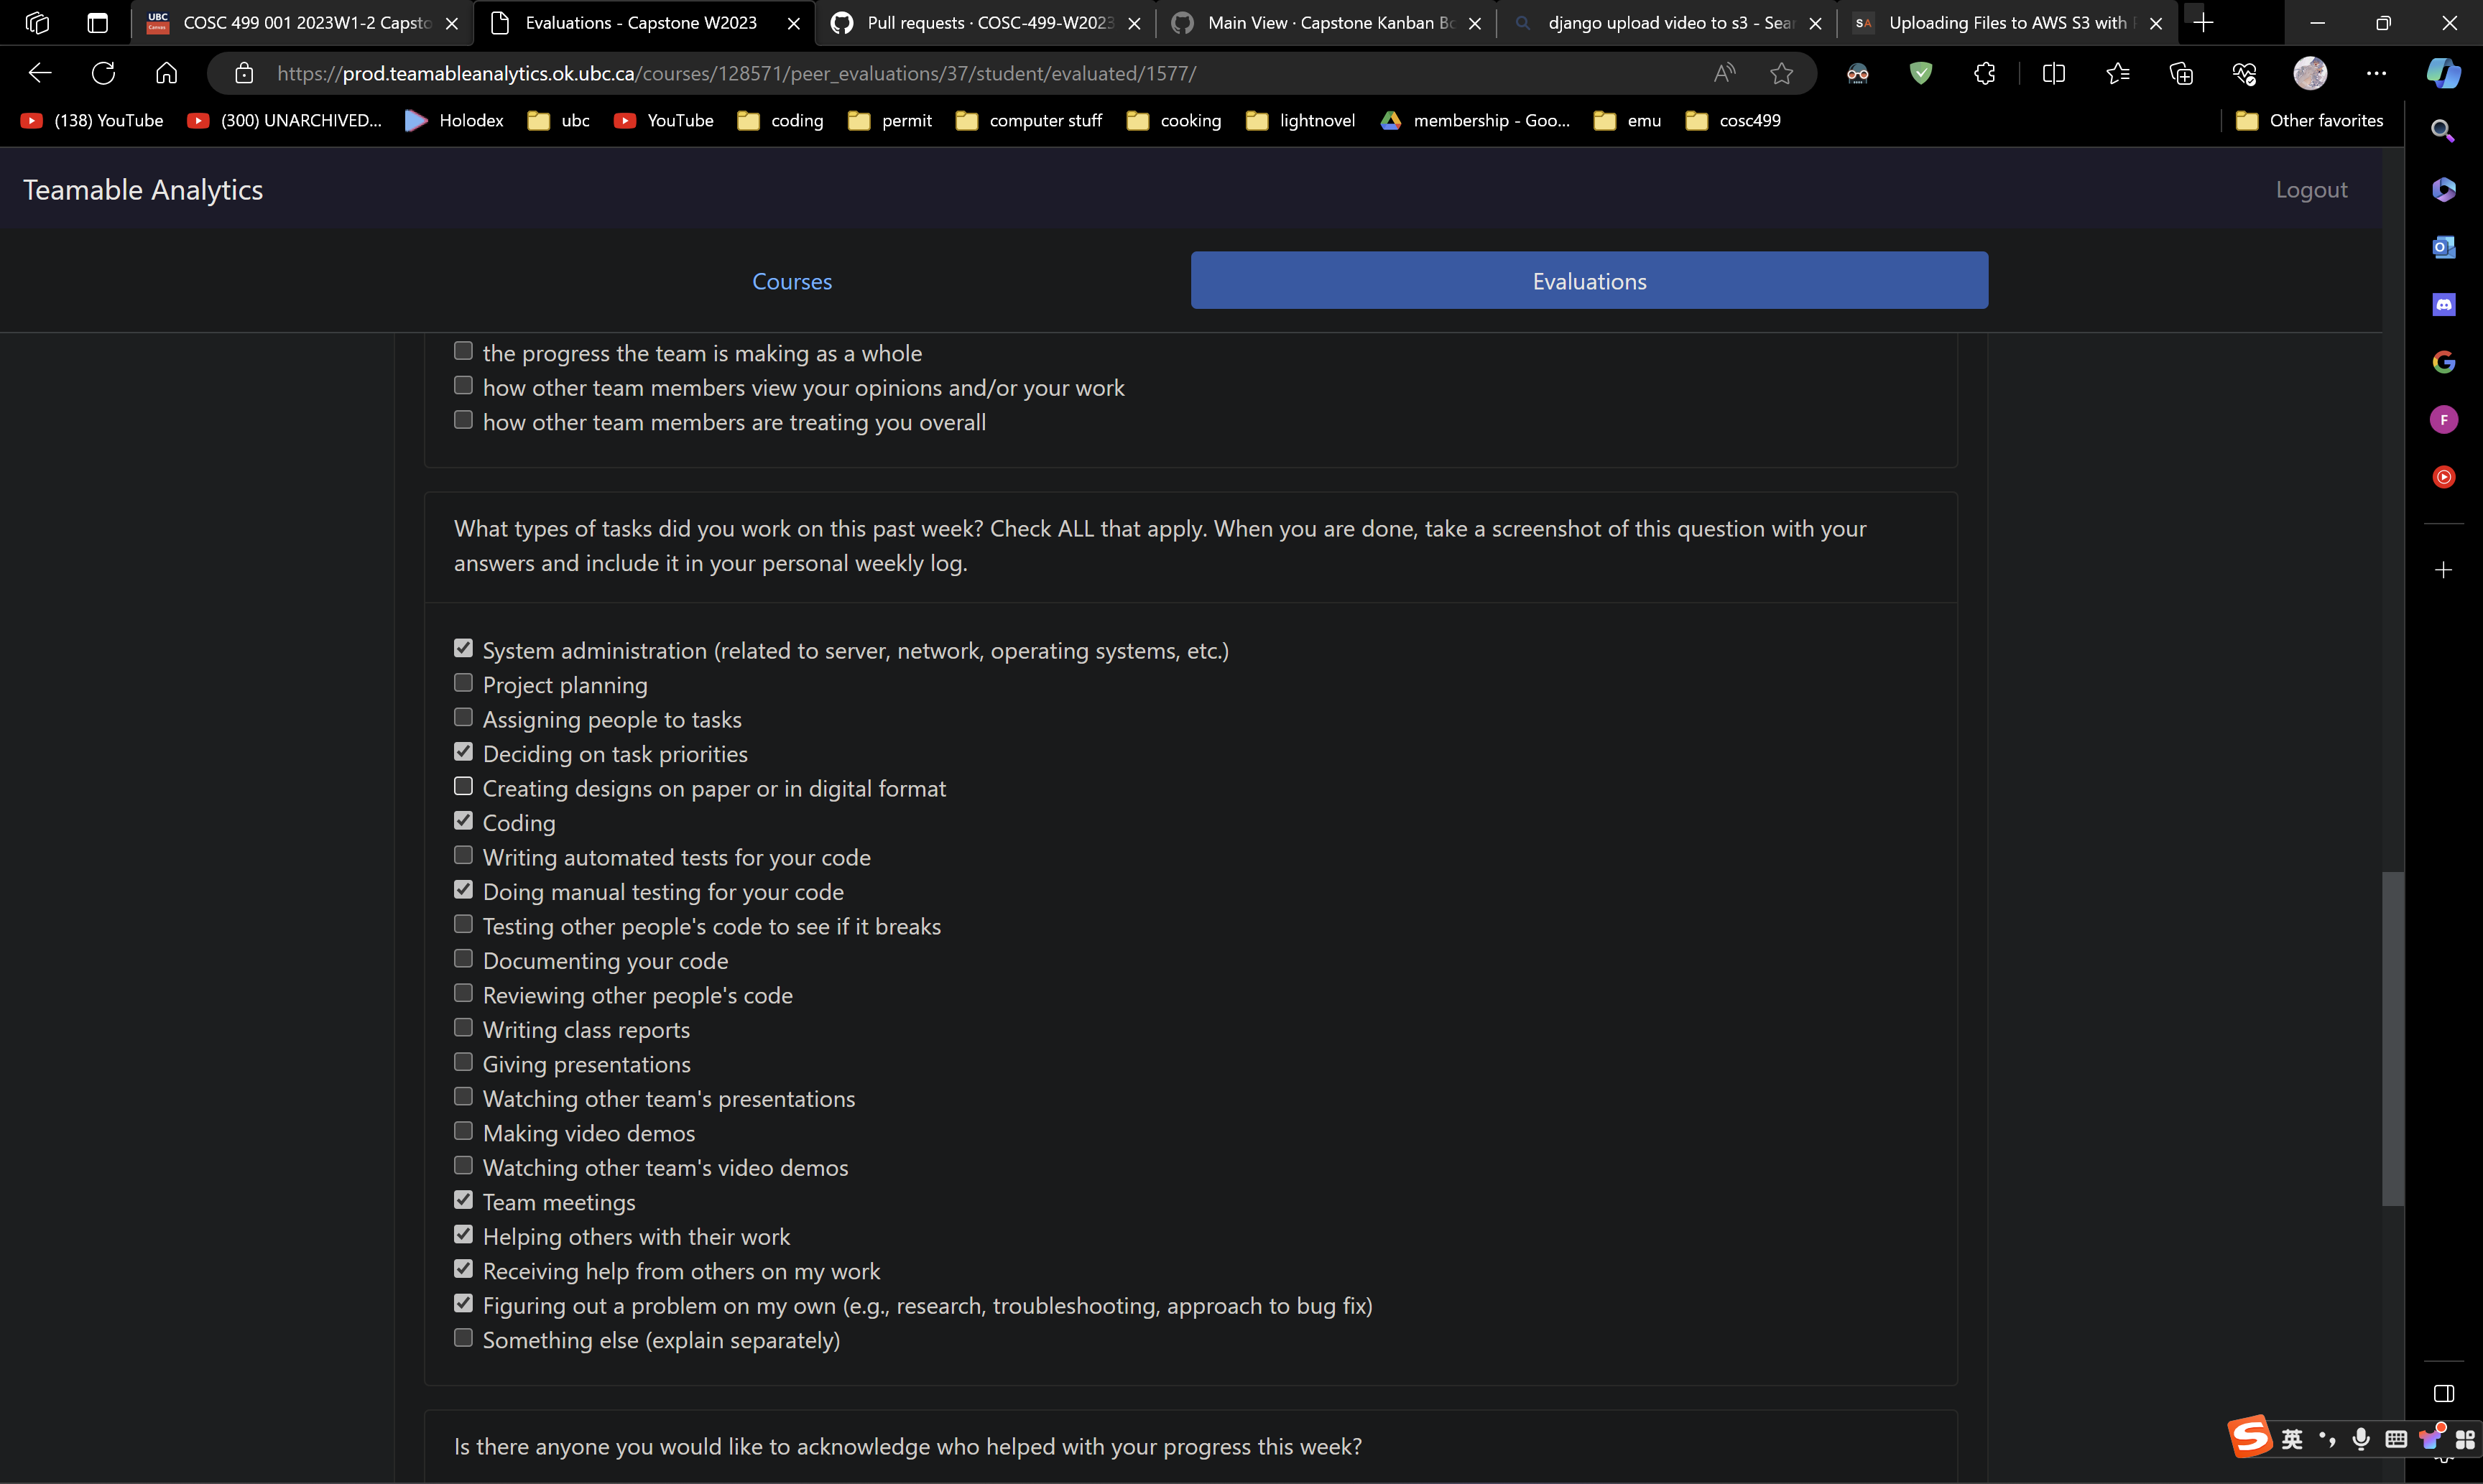 UBC Canvas COSC 499 001 2023W1-2 Capsto
Evaluations - Capstone W2023
Pull requests · COSC-499-W2023
Main View · Capstone Kanban Bo
django upload video to s3 - Sear
SA Uploading Files to AWS S3 with
https://prod.teamableanalytics.ok.ubc.ca/courses/128571/peer_evaluations/37/student/evaluated/1577/
(138) YouTube
(300) UNARCHIVED...
Holodex
ubc
YouTube
coding
permit
computer stuff
cooking
lightnovel
membership - Goo...
emu
cosc499
Other favorites
Teamable Analytics
Logout
Courses
Evaluations
the progress the team is making as a whole
how other team members view your opinions and/or your work
how other team members are treating you overall
What types of tasks did you work on this past week? Check ALL that apply. When you are done, take a screenshot of this question with your
answers and include it in your personal weekly log.
System administration (related to server, network, operating systems, etc.)
Project planning
Assigning people to tasks
Deciding on task priorities
Creating designs on paper or in digital format
Coding
Writing automated tests for your code
Doing manual testing for your code
Testing other people's code to see if it breaks
Documenting your code
Reviewing other people's code
Writing class reports
Giving presentations
Watching other team's presentations
Making video demos
Watching other team's video demos
Team meetings
Helping others with their work
Receiving help from others on my work
Figuring out a problem on my own (e.g., research, troubleshooting, approach to bug fix)
Something else (explain separately)
Is there anyone you would like to acknowledge who helped with your progress this week?
F
英